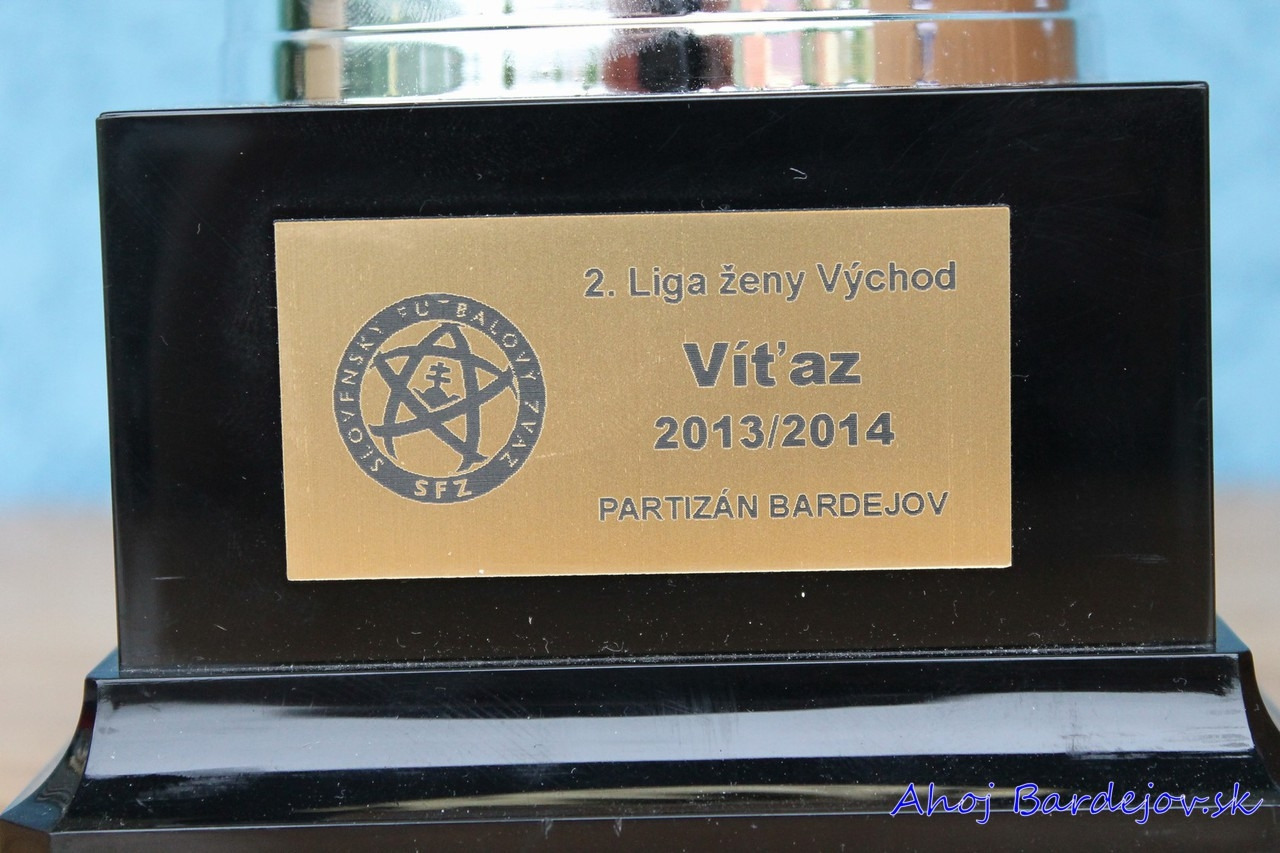 SLOVENSKÝ FUTBALOVÝ ZVÄZ
SFZ
2. Liga ženy Východ
Víťaz
2013/2014
PARTIZÁN BARDEJOV
Ahoj Bardejov.sk